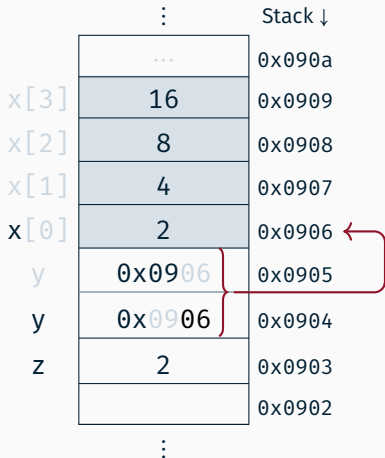 ⋮ Stack ↓
... 0x090a
x[3] 16 0x0909
x[2] 8 0x0908
x[1] 4 0x0907
x[0] 2 0x0906
y 0x0906 0x0905
y 0x0906 0x0904
z 2 0x0903
0x0902
⋮